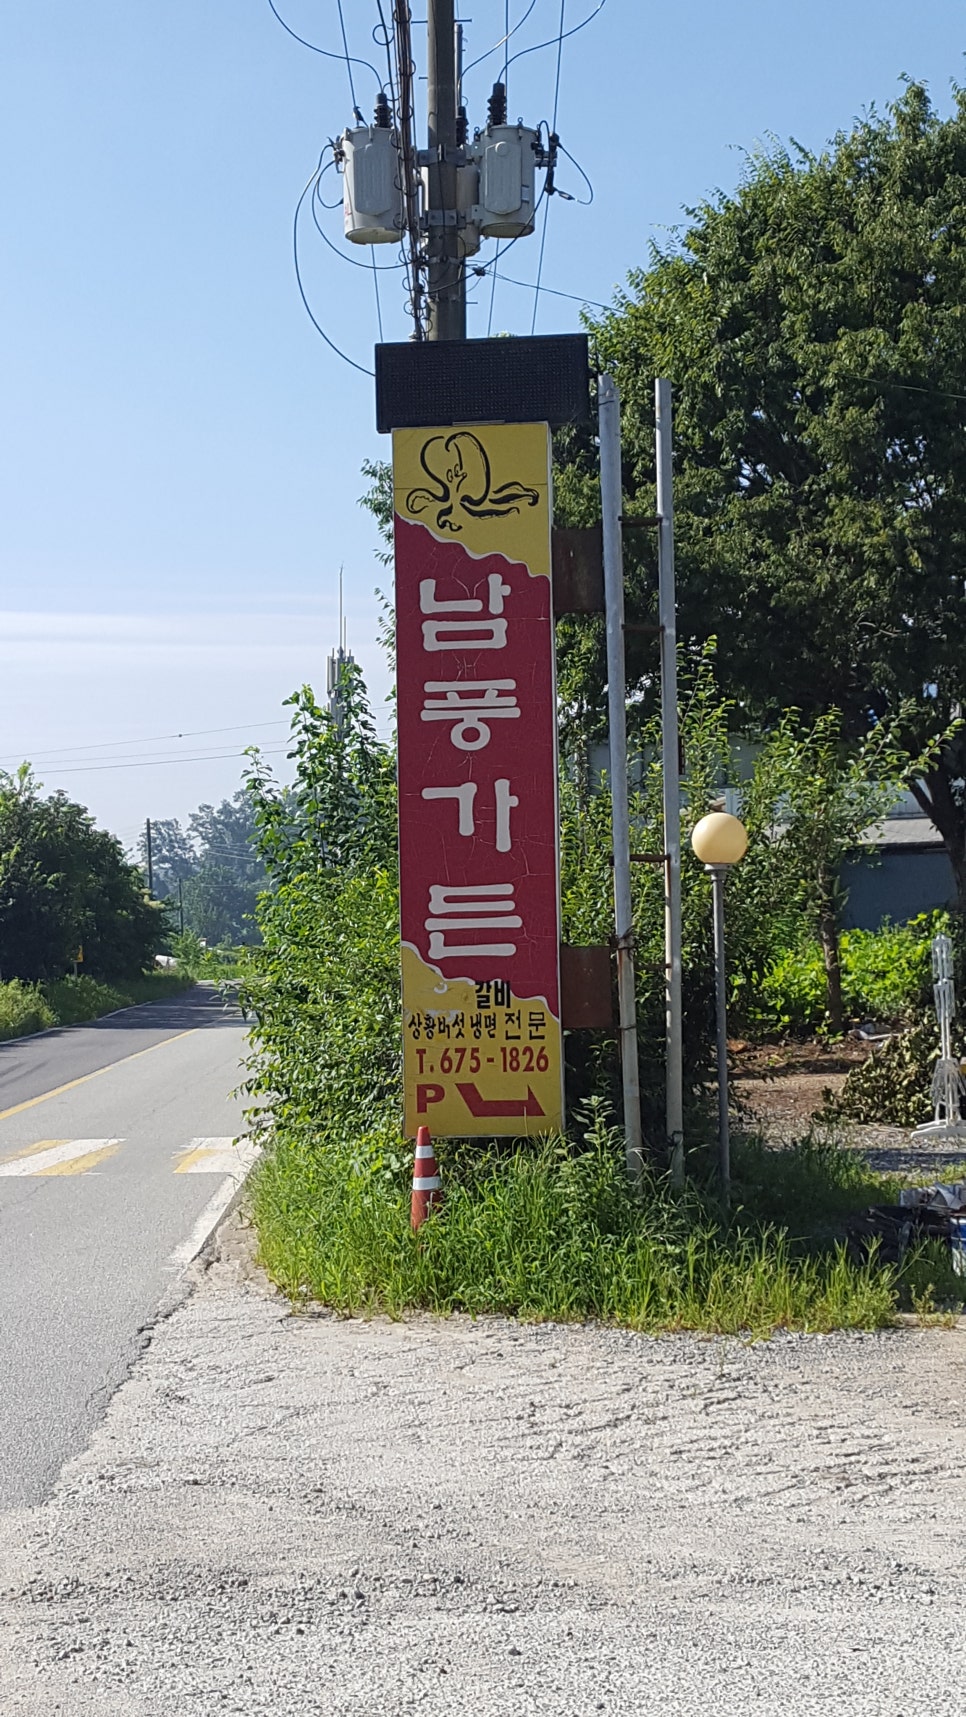 남풍가든
갈비
상황버섯 냉면 전문
T. 675-1826
P